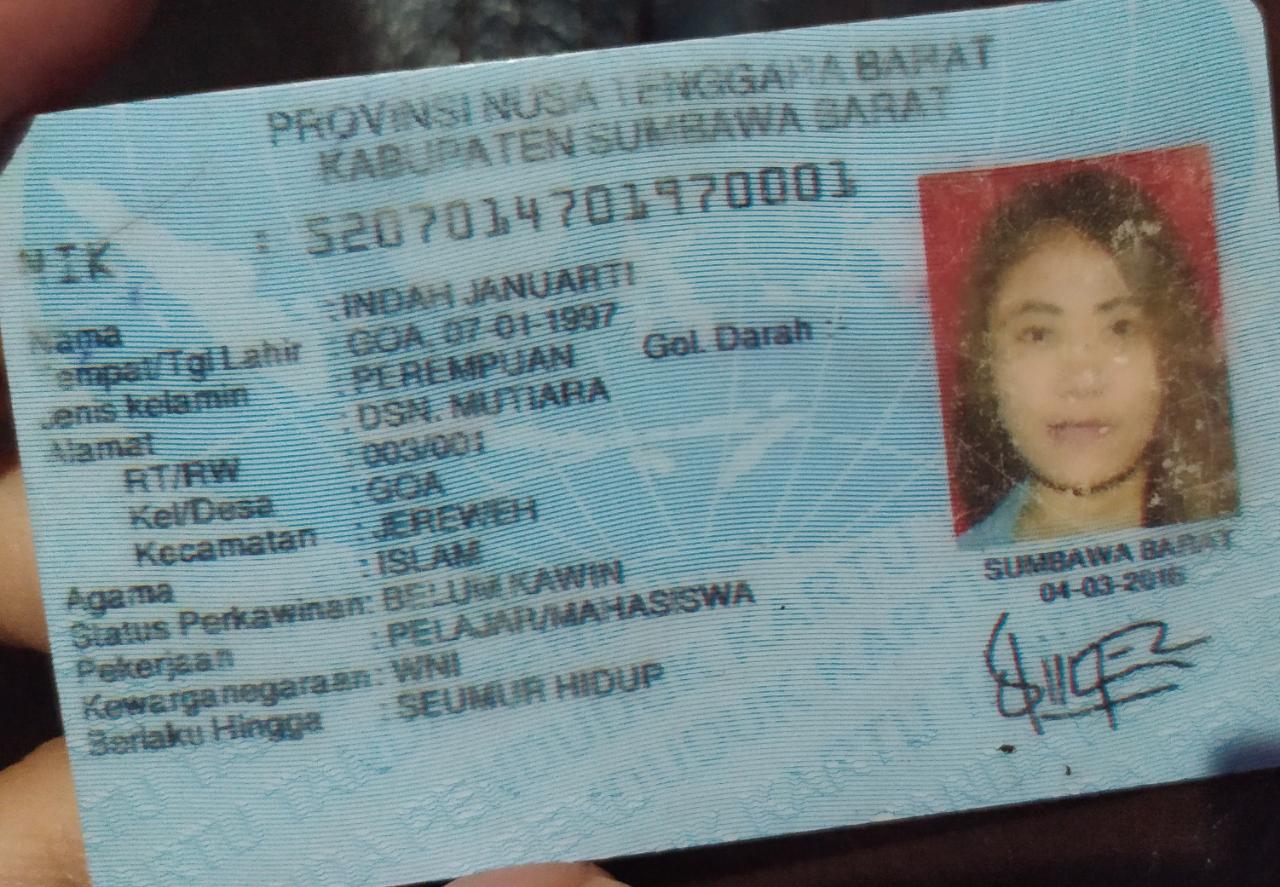 PROVINSI NUSA TENGGARA BARAT
KABUPATEN SUMBAWA BARAT
NIK : 5207014701970001
Nama : INDAH JANUARTI
Tempat/Tgl Lahir : GOA, 07-01-1997
Jenis kelamin : PEREMPUAN Gol. Darah : -
Alamat : DSN. MUTIARA
RT/RW : 003/001
Kel/Desa : GOA
Kecamatan : JEREWEH
Agama : ISLAM
Status Perkawinan: BELUM KAWIN
Pekerjaan : PELAJAR/MAHASISWA
Kewarganegaraan : WNI
Berlaku Hingga : SEUMUR HIDUP
SUMBAWA BARAT
04-03-2016